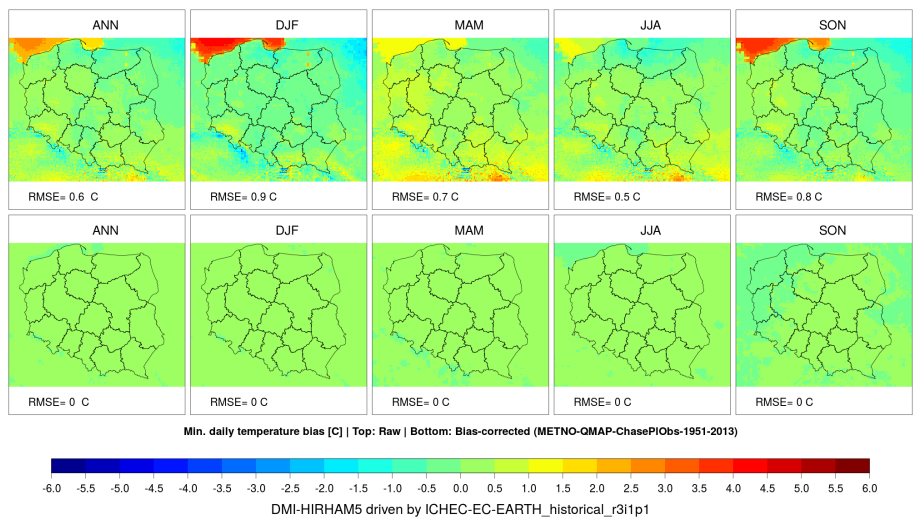 ANN DJF MAM JJA SON
RMSE= 0.6  C RMSE= 0.9 C RMSE= 0.7 C RMSE= 0.5 C RMSE= 0.8 C
ANN DJF MAM JJA SON
RMSE= 0  C RMSE= 0 C RMSE= 0 C RMSE= 0 C RMSE= 0 C
Min. daily temperature bias [C] | Top: Raw | Bottom: Bias-corrected (METNO-QMAP-ChasePlObs-1951-2013)
-6.0 -5.5 -5.0 -4.5 -4.0 -3.5 -3.0 -2.5 -2.0 -1.5 -1.0 -0.5 0.0 0.5 1.0 1.5 2.0 2.5 3.0 3.5 4.0 4.5 5.0 5.5 6.0
DMI-HIRHAM5 driven by ICHEC-EC-EARTH_historical_r3i1p1